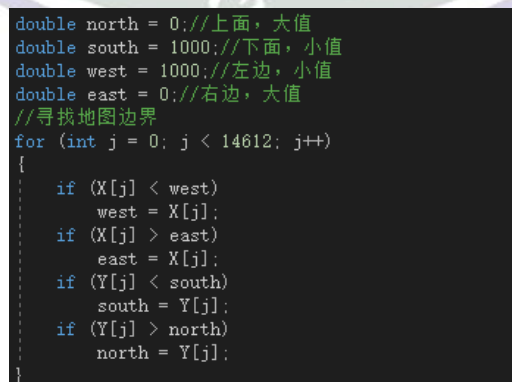 double north = 0;//上面，大值
double south = 1000;//下面，小值
double west = 1000;//左边，小值
double east = 0;//右边，大值
//寻找地图边界
for (int j = 0; j < 14612; j++)
{
if (X[j] < west)
west = X[j];
if (X[j] > east)
east = X[j];
if (Y[j] < south)
south = Y[j];
if (Y[j] > north)
north = Y[j];
}